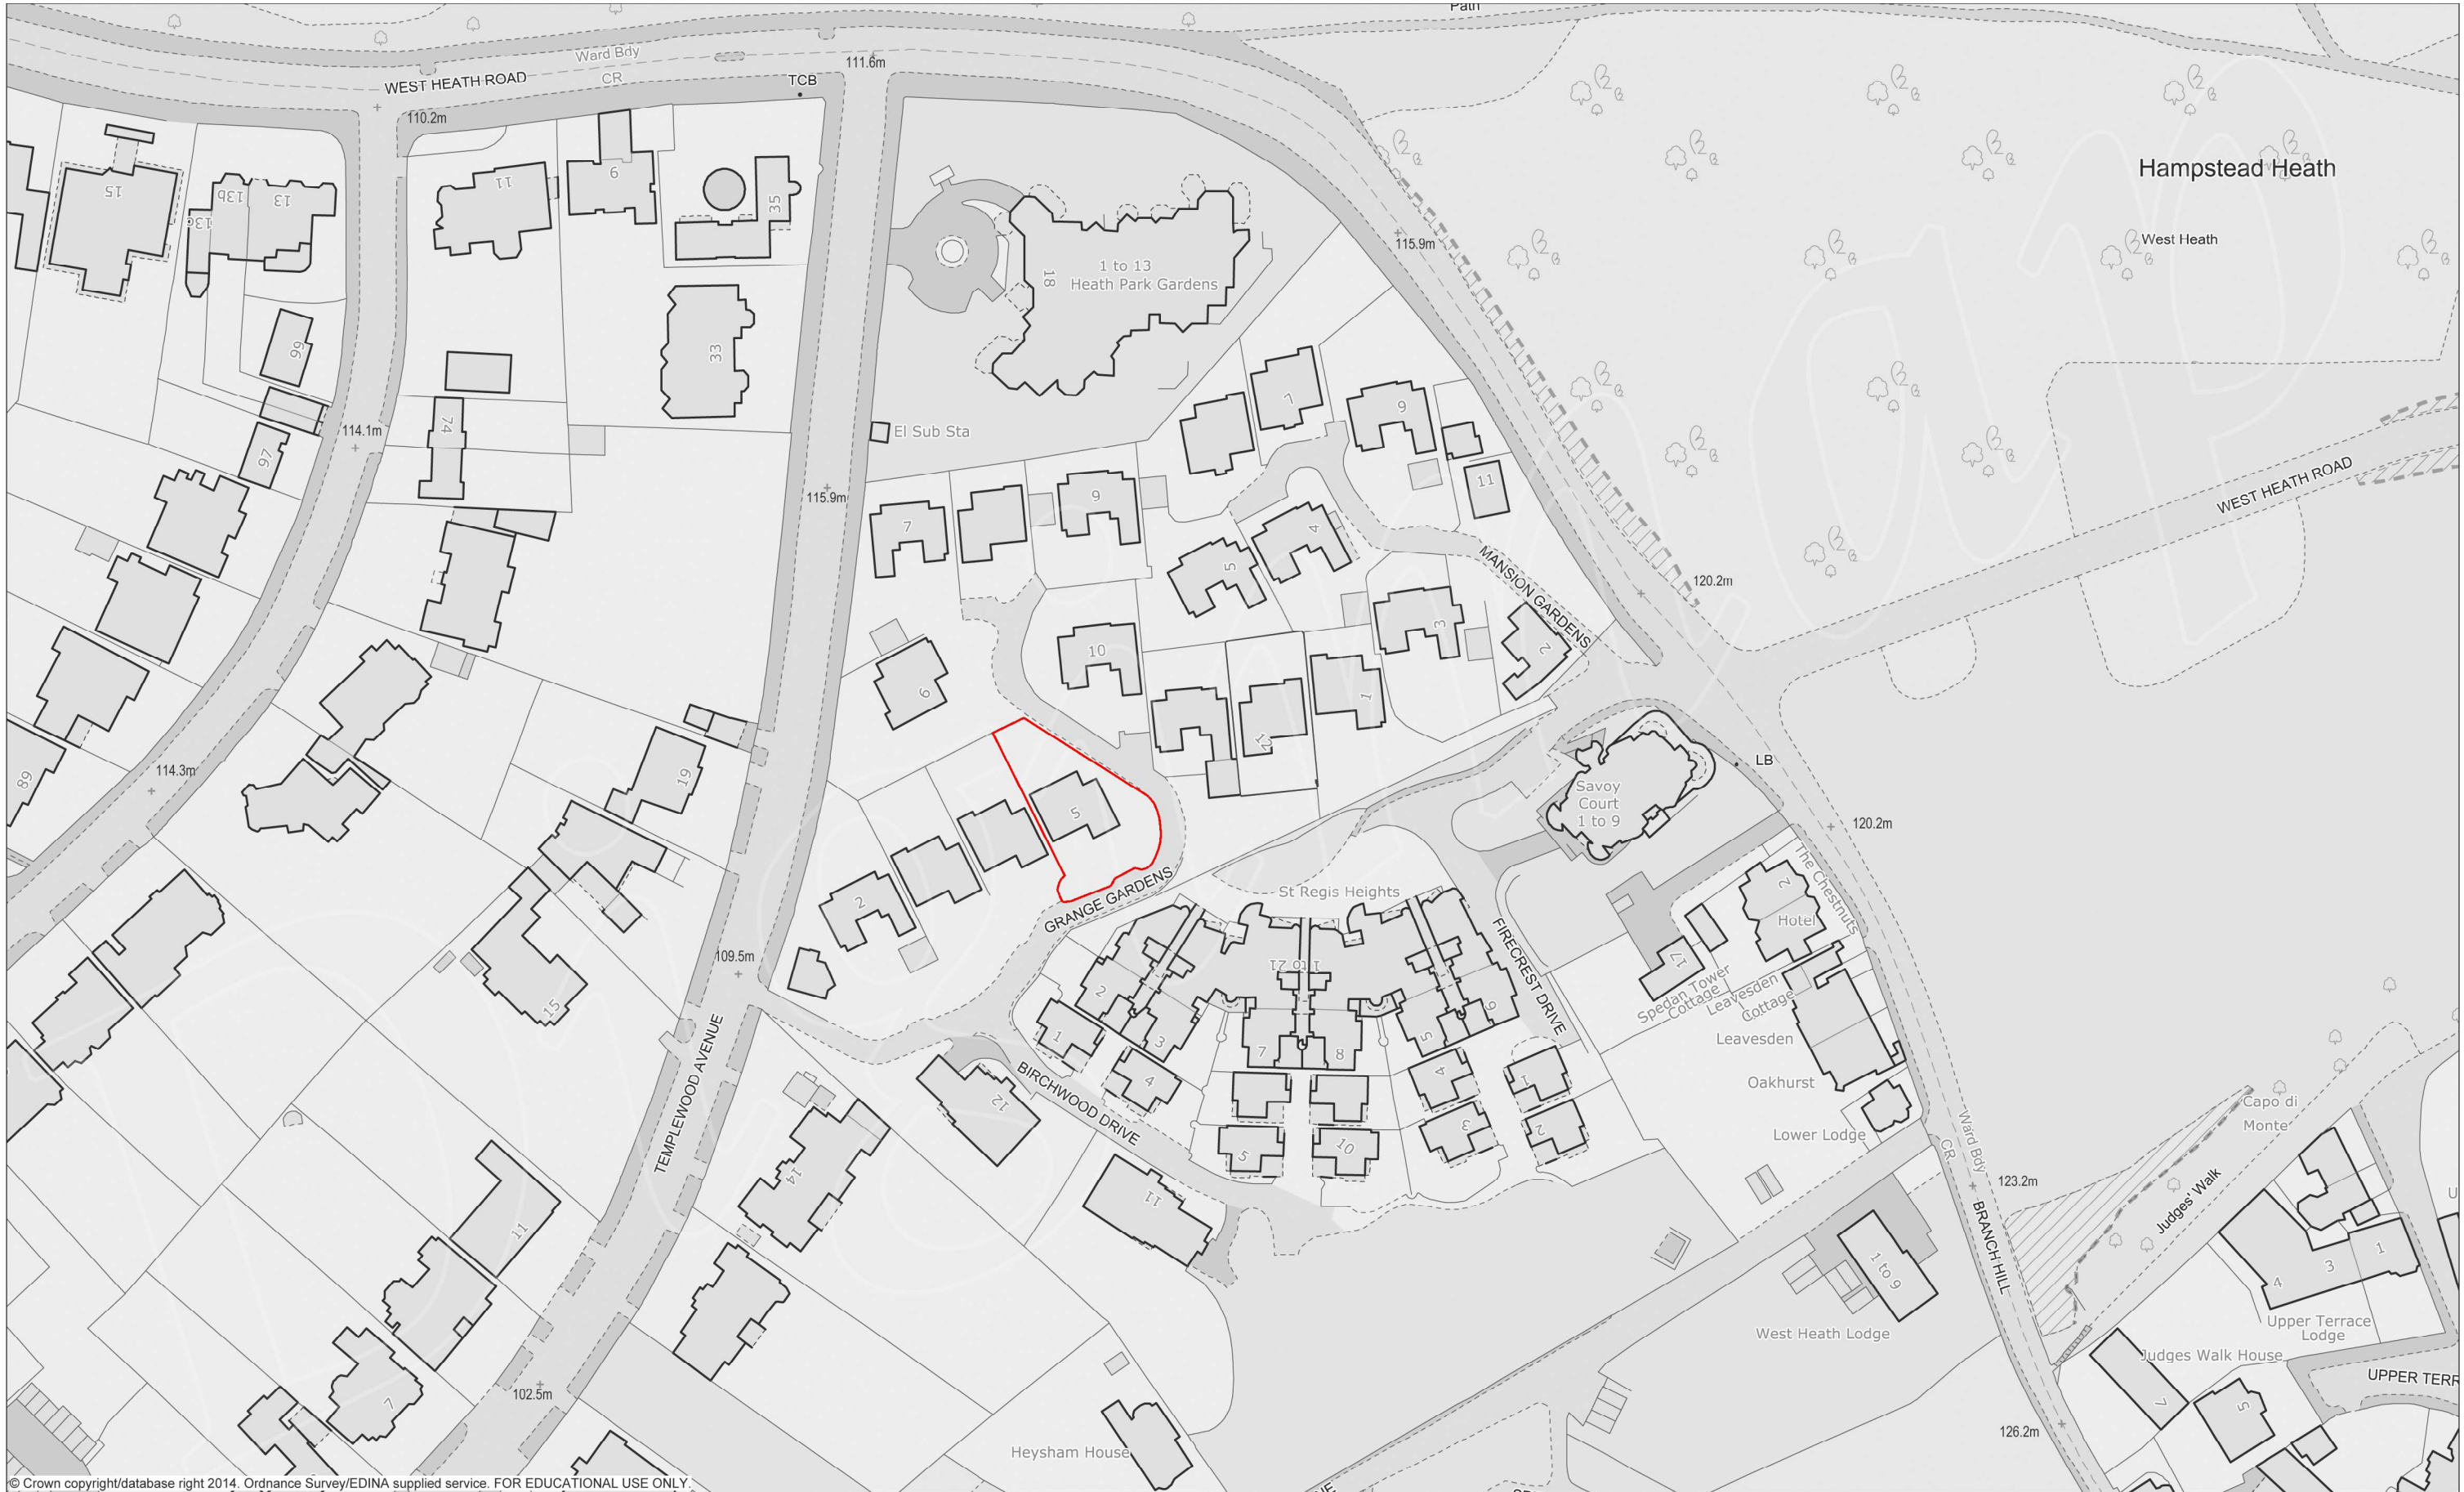 Path
Ward Bdy
WEST HEATH ROAD
CR
TCB
111.6m
110.2m
Hampstead Heath
West Heath
15
13b
13
13a
11
9
35
115.9m
18
1 to 13
Heath Park Gardens
99
33
7
9
74
114.1m
El Sub Sta
97
11
WEST HEATH ROAD
115.9m
7
9
4
5
MANSION GARDENS
120.2m
3
2
10
6
1
12
114.3m
19
89
5
LB
Savoy
Court
1 to 9
120.2m
The Chestnuts
2
Hotel
2
GRANGE GARDENS
St Regis Heights
FIRECREST DRIVE
17
109.5m
1 to 21
2
6
Spedan Tower
Cottage
Leavesden
Cottage
15
1
3
7
8
5
Leavesden
4
4
1
Oakhurst
BIRCHWOOD DRIVE
12
TEMPLEWOOD AVENUE
Capo di
Monte
Lower Lodge
Ward Bdy
CR
3
2
5
10
14
11
123.2m
Judges' Walk
BRANCH HILL
11
1 to 9
1
3
4
West Heath Lodge
Upper Terrace
Lodge
Judges Walk House
UPPER TERR
102.5m
7
7
5
126.2m
Heysham House
© Crown copyright/database right 2014. Ordnance Survey/EDINA supplied service. FOR EDUCATIONAL USE ONLY.